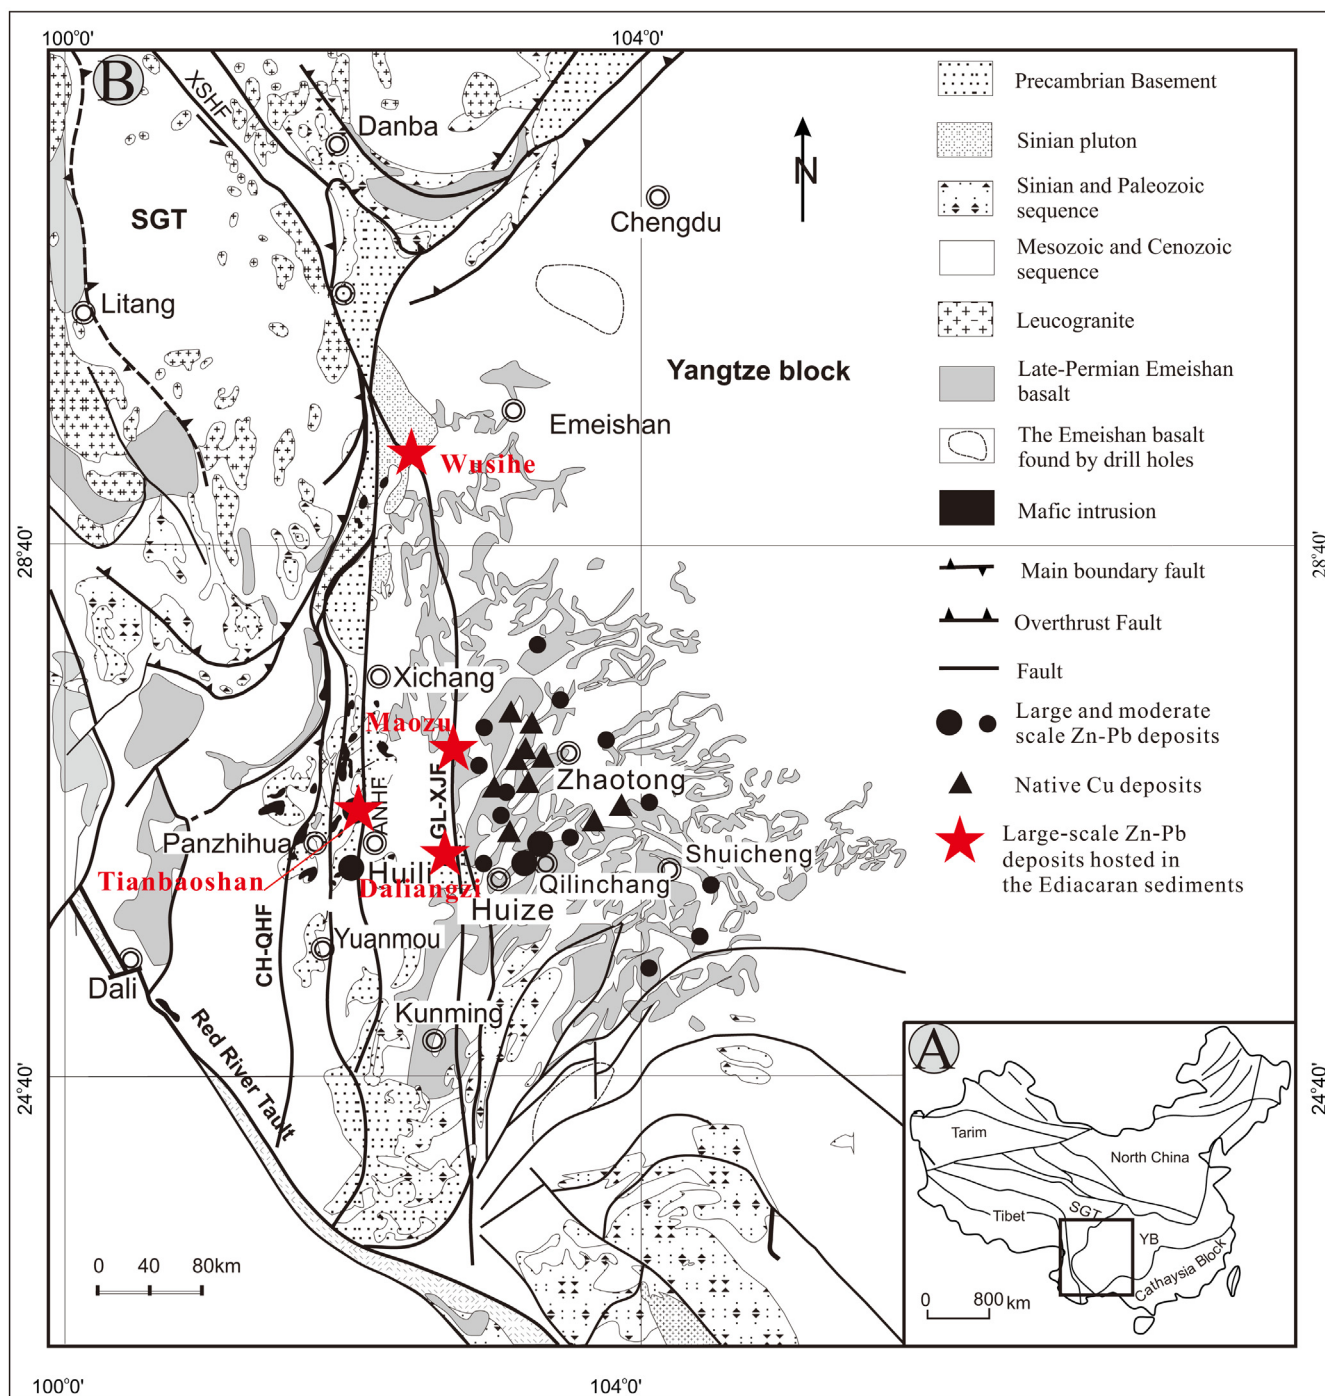 100°0'
104°0'
B
XSHF
Danba
N
SGT
Chengdu
Litang
Yangtze block
Emeishan
Wusihe
28°40'
28°40'
Xichang
Maozu
Zhaotong
ANHF
GL-XJF
Panzhihua
Shuicheng
Huili
Tianbaoshan
Daliangzi
Qilinchang
Huize
CH-QHF
Yuanmou
Dali
Kunming
Red River Tault
24°40'
24°40'
0 40 80km
100°0'
104°0'
Precambrian Basement
Sinian pluton
Sinian and Paleozoic
sequence
Mesozoic and Cenozoic
sequence
Leucogranite
Late-Permian Emeishan
basalt
The Emeishan basalt
found by drill holes
Mafic intrusion
Main boundary fault
Overthrust Fault
Fault
Large and moderate
scale Zn-Pb deposits
Native Cu deposits
Large-scale Zn-Pb
deposits hosted in
the Ediacaran sediments
A
Tarim
North China
Tibet
SGT
YB
Cathaysia Block
0 800 km